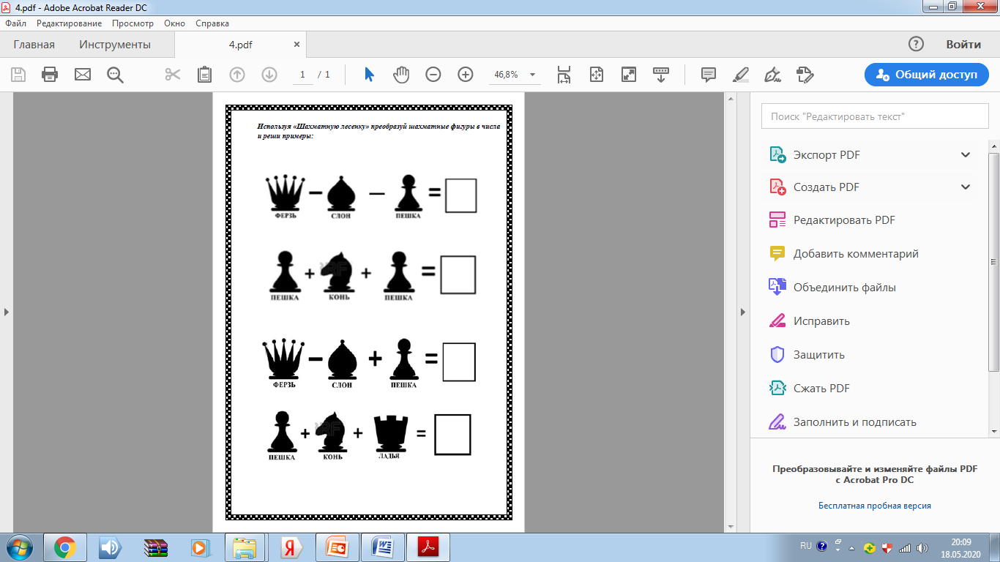 4.pdf - Adobe Acrobat Reader DC
Файл Редактирование Просмотр Окно Справка
Главная Инструменты 4.pdf × ? Войти
1 / 1 46,8% Общий доступ
Используя «Шахматную лесенку» преобразуй шахматные фигуры в числа
и реши примеры:
– — =
ФЕРЗЬ СЛОН ПЕШКА
+ + =
ПЕШКА КОНЬ ПЕШКА
– + =
ФЕРЗЬ СЛОН ПЕШКА
+ + =
ПЕШКА КОНЬ ЛАДЬЯ
Поиск "Редактировать текст"
Экспорт PDF
Создать PDF
Редактировать PDF
Добавить комментарий
Объединить файлы
Исправить
Защитить
Сжать PDF
Заполнить и подписать
Преобразовывайте и изменяйте файлы PDF
с Acrobat Pro DC
Бесплатная пробная версия
RU 20:09
18.05.2020